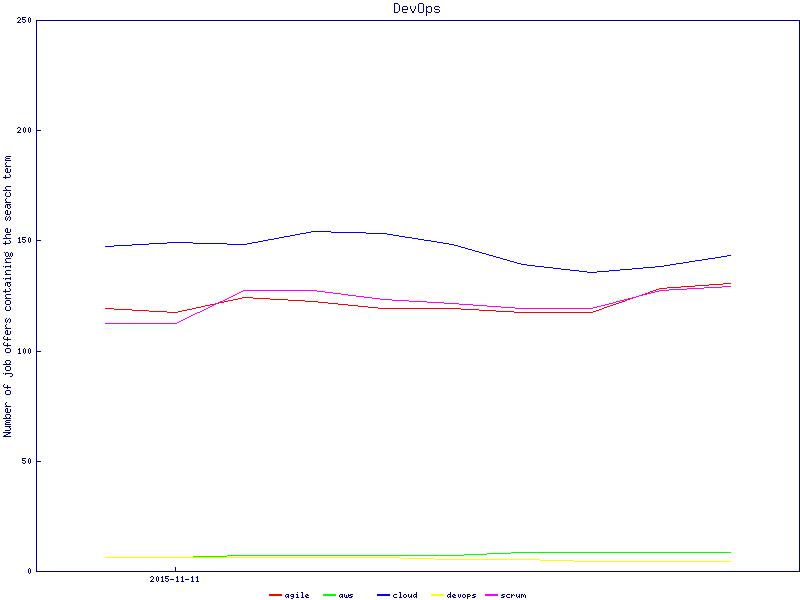 DevOps
250
200
150
100
50
0
Number of job offers containing the search term
2015-11-11
agile aws cloud devops scrum